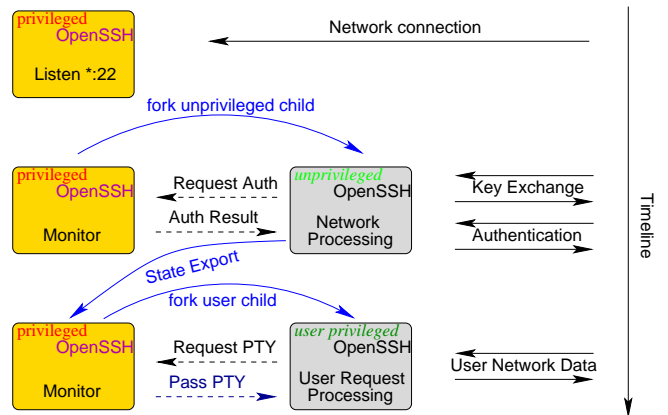 privileged
OpenSSH
Listen *:22
Network connection
fork unprivileged child
privileged
OpenSSH
Monitor
Request Auth
Auth Result
unprivileged
OpenSSH
Network
Processing
Key Exchange
Authentication
Timeline
State Export
fork user child
privileged
OpenSSH
Monitor
Request PTY
Pass PTY
user privileged
OpenSSH
User Request
Processing
User Network Data